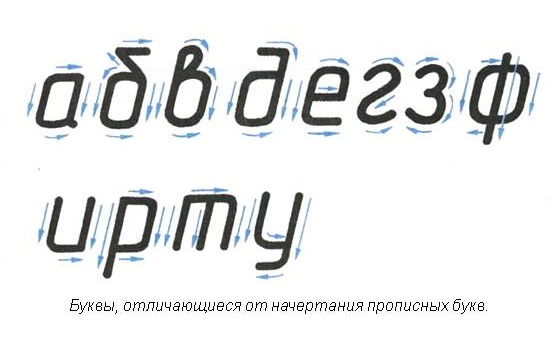 абвдегзф
ирту
Буквы, отличающиеся от начертания прописных букв.